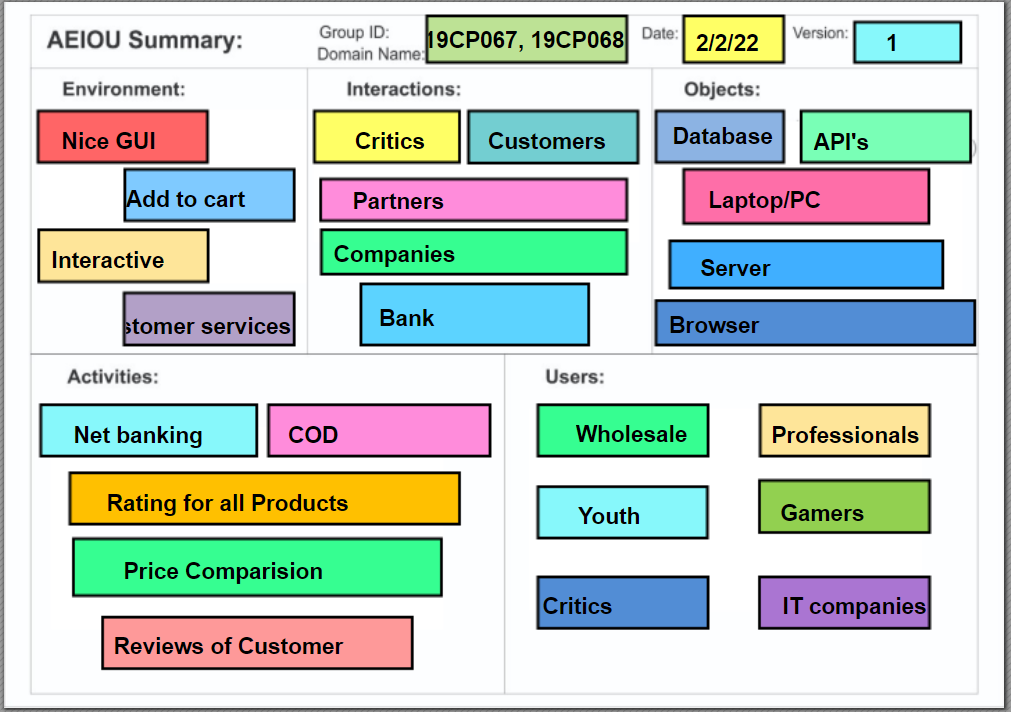 AEIOU Summary:
Group ID:
Domain Name:
19CP067, 19CP068
Date:
2/2/22
Version:
1
Environment:
Nice GUI
Add to cart
Interactive
stomer services
Interactions:
Critics
Customers
Partners
Companies
Bank
Objects:
Database
API's
Laptop/PC
Server
Browser
Activities:
Net banking
COD
Rating for all Products
Price Comparision
Reviews of Customer
Users:
Wholesale
Professionals
Youth
Gamers
Critics
IT companies